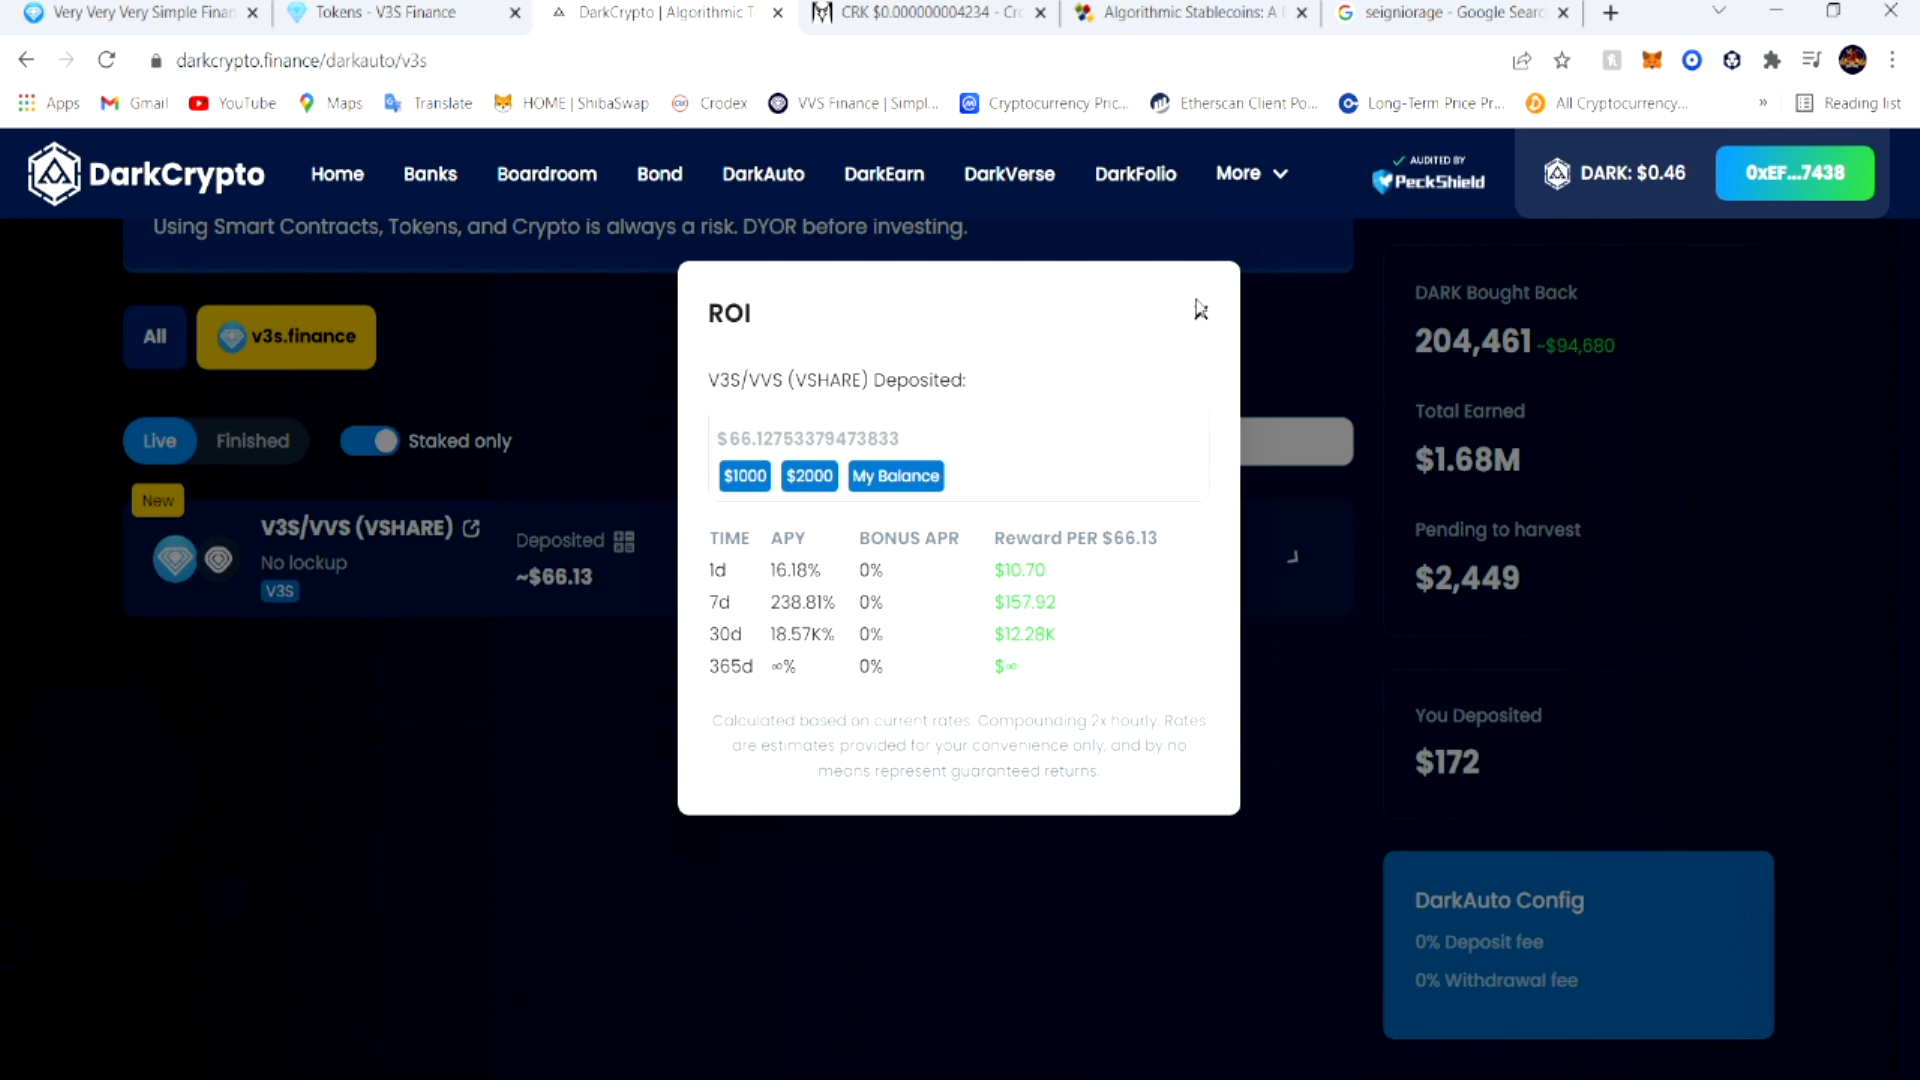 Very Very Very Simple Finan
Tokens - V3S Finance
DarkCrypto | Algorithmic T
CRK $0.000000004234 - Cro
Algorithmic Stablecoins: A
seigniorage - Google Search
darkcrypto.finance/darkauto/v3s
Apps
Gmail
YouTube
Maps
Translate
HOME | ShibaSwap
Crodex
VVS Finance | Simpl...
Cryptocurrency Pric...
Etherscan Client Po...
Long-Term Price Pr...
All Cryptocurrency...
»
Reading list
DarkCrypto
Home
Banks
Boardroom
Bond
DarkAuto
DarkEarn
DarkVerse
DarkFolio
More
AUDITED BY
PeckShield
DARK: $0.46
0xEF...7438
Using Smart Contracts, Tokens, and Crypto is always a risk. DYOR before investing.
All
v3s.finance
Live
Finished
Staked only
New
V3S/VVS (VSHARE)
No lockup
V3S
Deposited
~$66.13
ROI
V3S/VVS (VSHARE) Deposited:
$66.12753379473833
$1000
$2000
My Balance
TIME APY BONUS APR Reward PER $66.13
1d 16.18% 0% $10.70
7d 238.81% 0% $157.92
30d 18.57K% 0% $12.28K
365d ∞% 0% $∞
Calculated based on current rates. Compounding 2x hourly. Rates
are estimates provided for your convenience only, and by no
means represent guaranteed returns.
DARK Bought Back
204,461 ~$94,680
Total Earned
$1.68M
Pending to harvest
$2,449
You Deposited
$172
DarkAuto Config
0% Deposit fee
0% Withdrawal fee